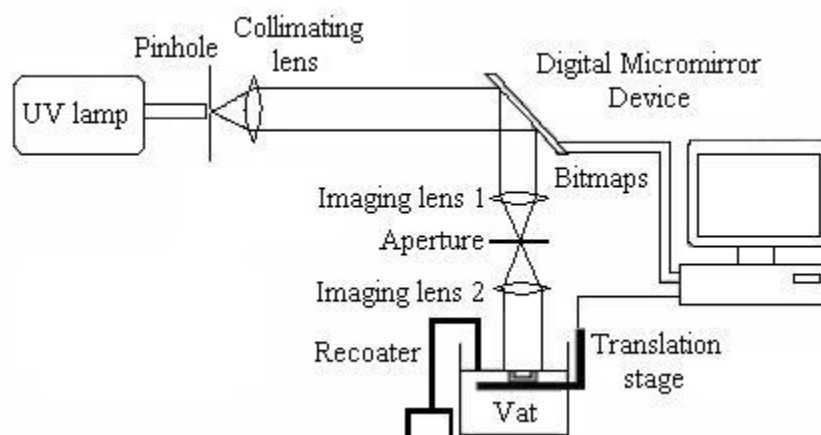 Pinhole
Collimating
lens
UV lamp
Digital Micromirror
Device
Bitmaps
Imaging lens 1
Aperture
Imaging lens 2
Recoater
Translation
stage
Vat